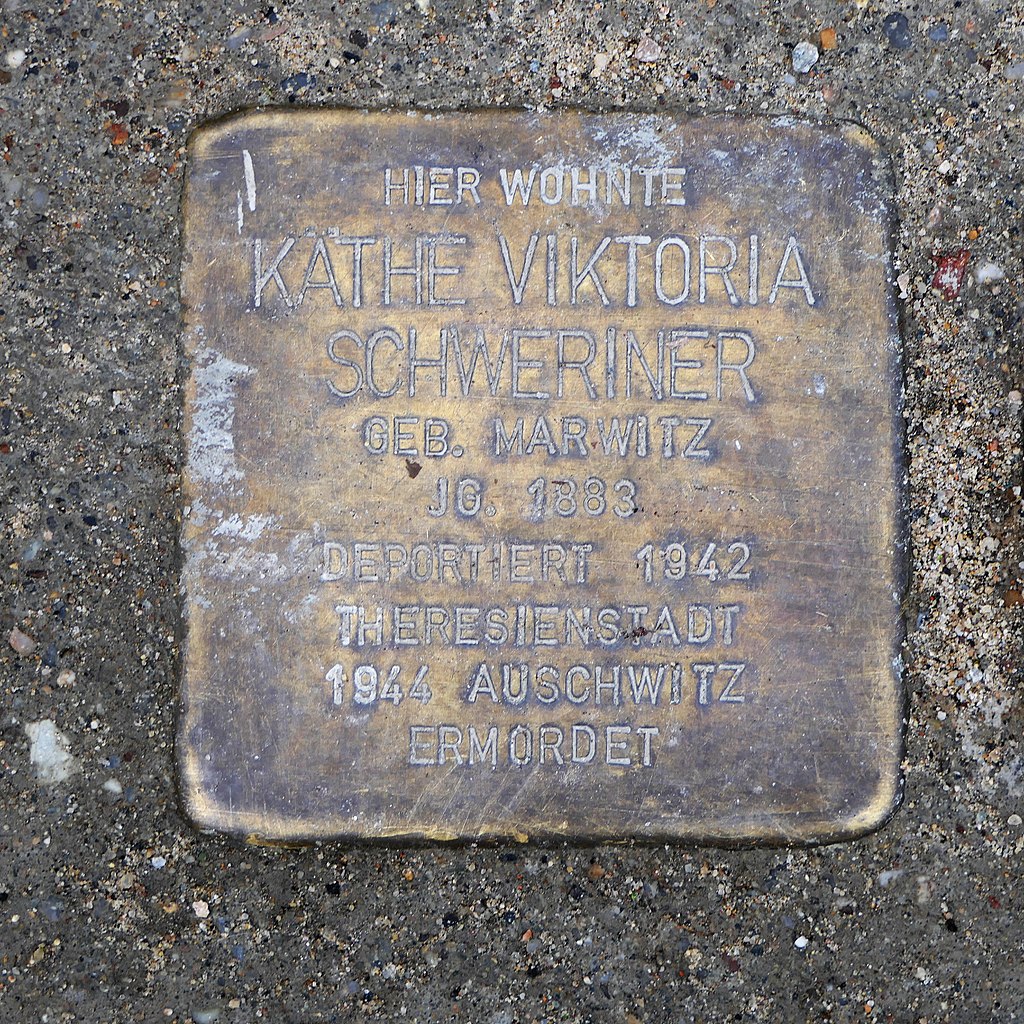 HIER WOHNTE
KÄTHE VIKTORIA
SCHWERINER
GEB. MARWITZ
JG. 1883
DEPORTIERT 1942
THERESIENSTADT
1944 AUSCHWITZ
ERMORDET